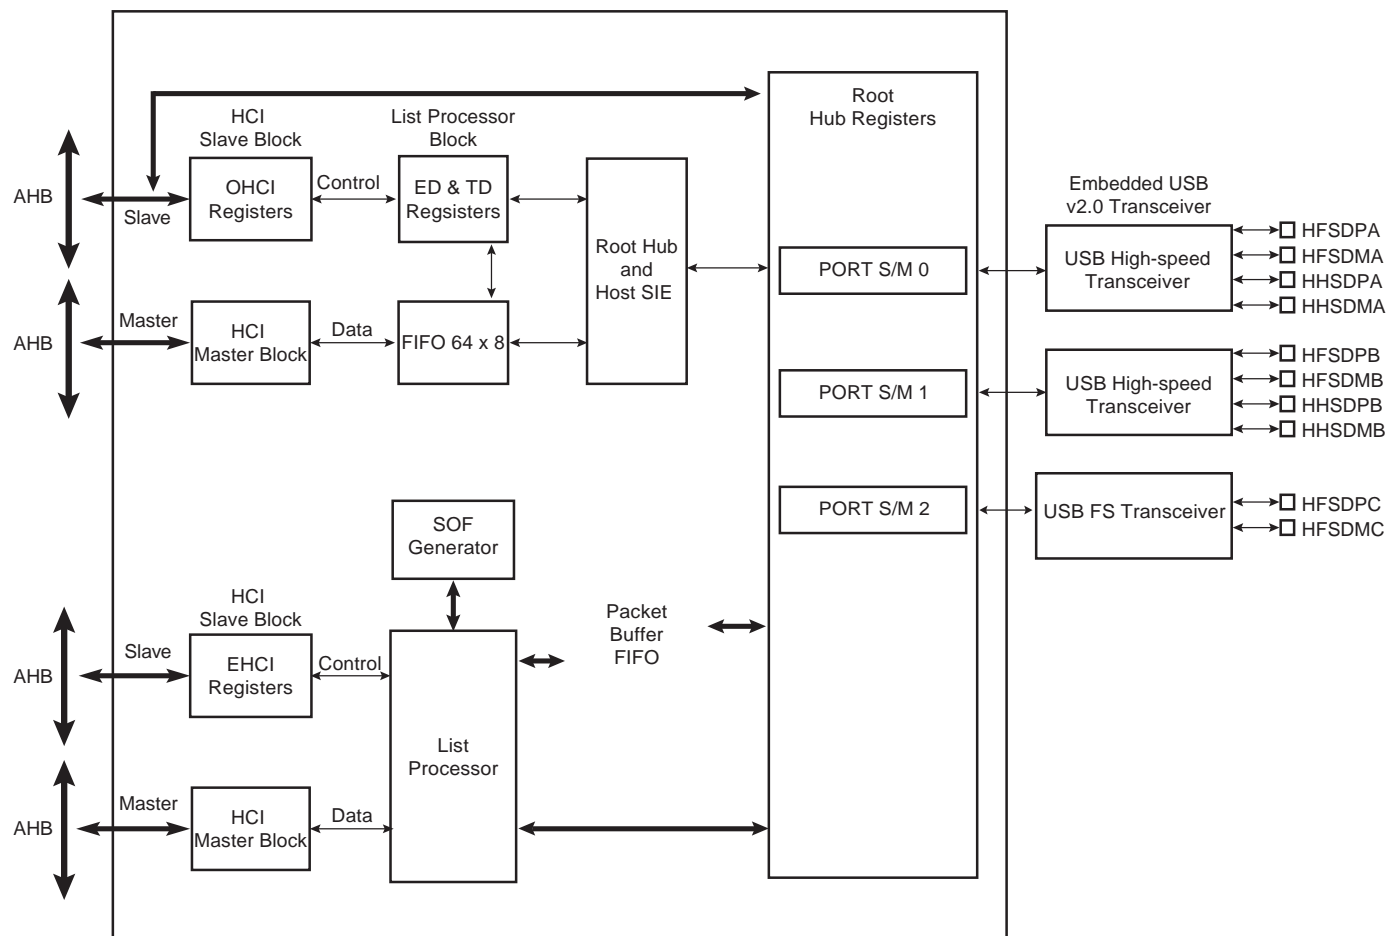 Root
Hub Registers
HCI
Slave Block
List Processor
Block
AHB
Slave
OHCI
Registers
Control
ED & TD
Regsisters
Root Hub
and
Host SIE
AHB
Master
HCI
Master Block
Data
FIFO 64 x 8
PORT S/M 0
PORT S/M 1
PORT S/M 2
Embedded USB
v2.0 Transceiver
USB High-speed
Transceiver
HFSDPA
HFSDMA
HHSDPA
HHSDMA
USB High-speed
Transceiver
HFSDPB
HFSDMB
HHSDPB
HHSDMB
USB FS Transceiver
HFSDPC
HFSDMC
SOF
Generator
HCI
Slave Block
AHB
Slave
EHCI
Registers
Control
Packet
Buffer
FIFO
List
Processor
AHB
Master
HCI
Master Block
Data